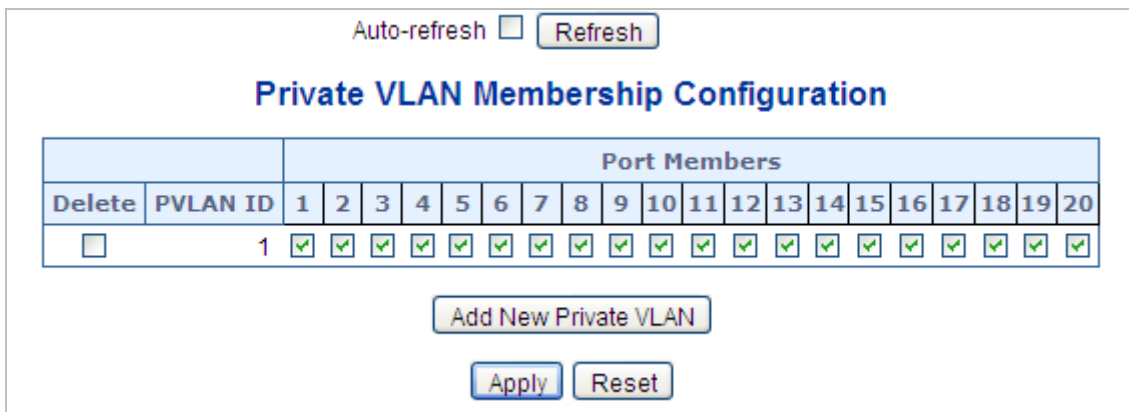 Auto-refresh Refresh
Private VLAN Membership Configuration
Port Members
Delete PVLAN ID 1 2 3 4 5 6 7 8 9 10 11 12 13 14 15 16 17 18 19 20
1
Add New Private VLAN
Apply Reset